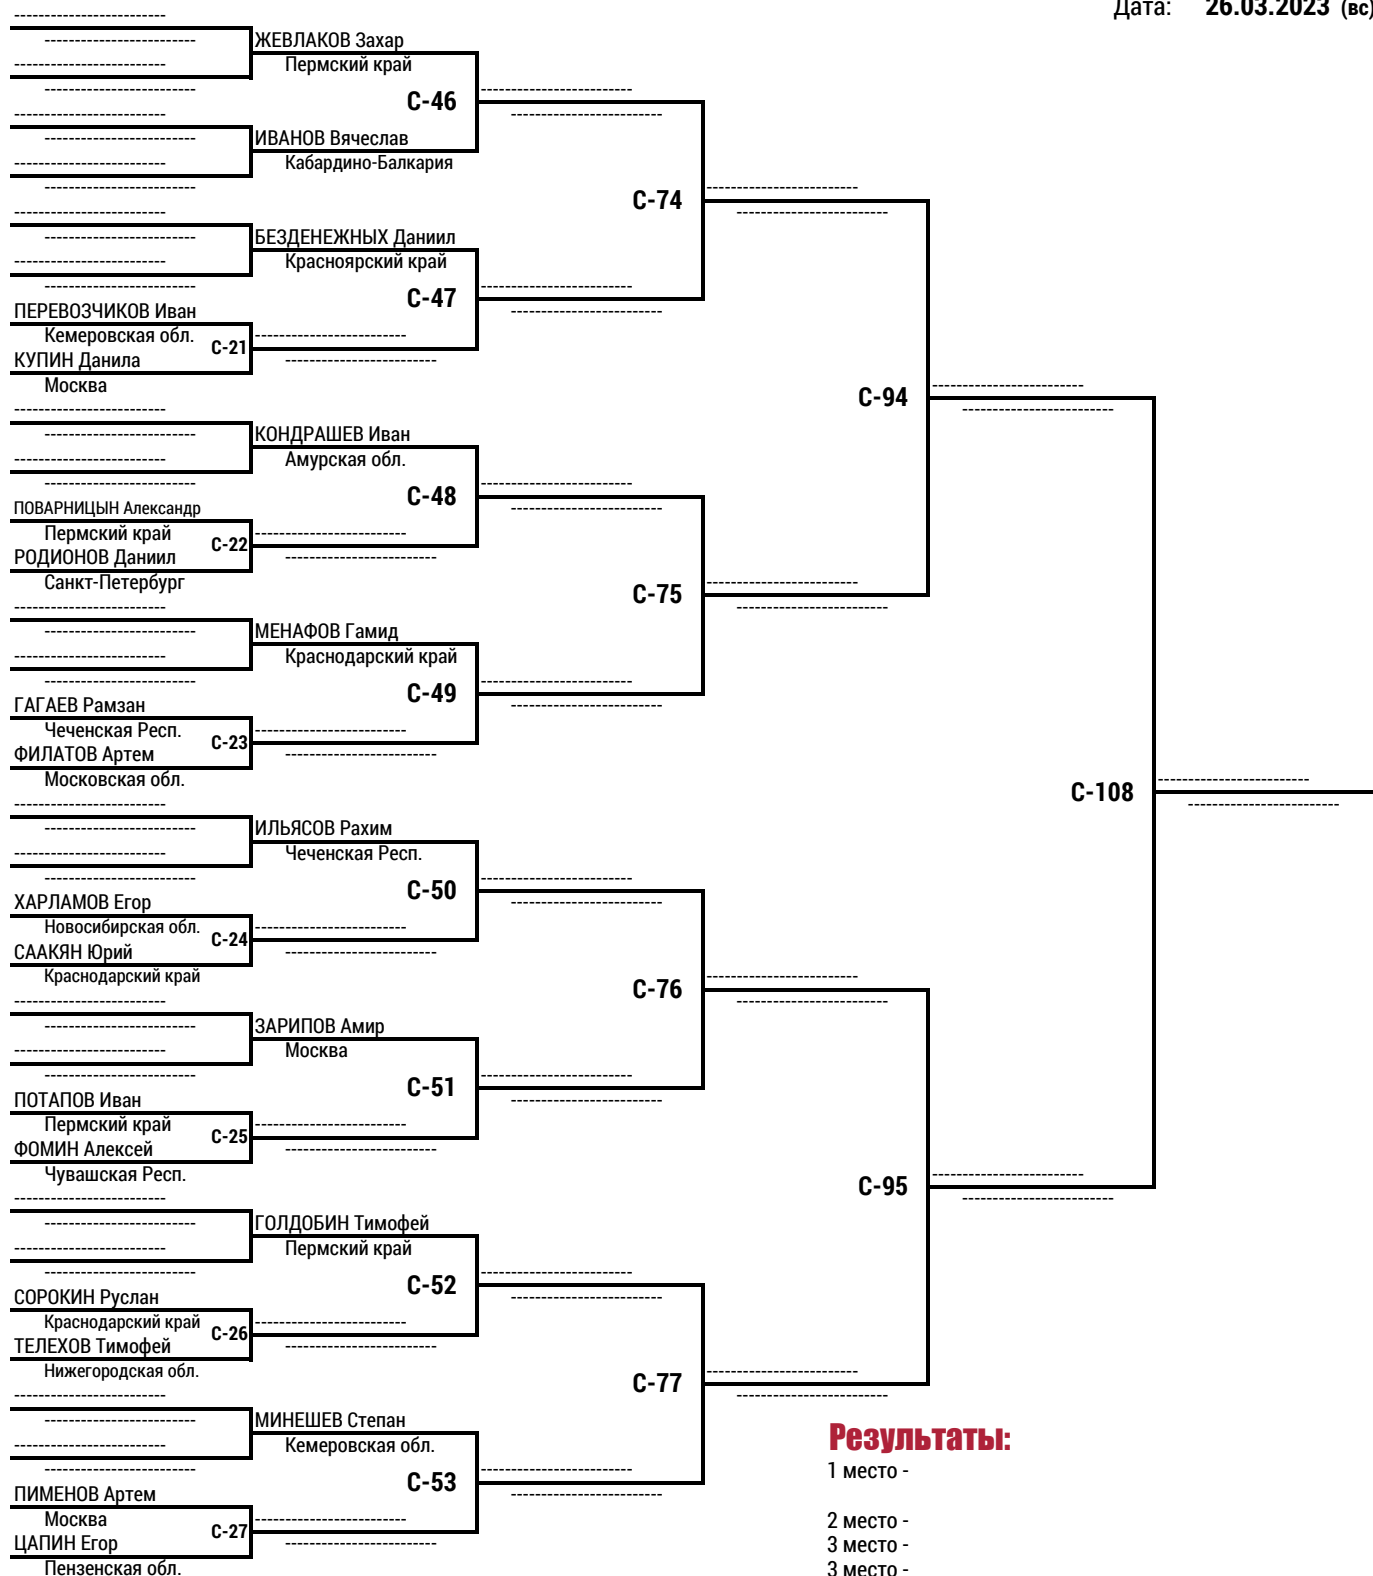 Дата: 26.03.2023 (вс)
ЖЕВЛАКОВ Захар
Пермский край
С-46
ИВАНОВ Вячеслав
Кабардино-Балкария
С-74
БЕЗДЕНЕЖНЫХ Даниил
Красноярский край
С-47
ПЕРЕВОЗЧИКОВ Иван
Кемеровская обл.
С-21
КУПИН Данила
Москва
С-94
КОНДРАШЕВ Иван
Амурская обл.
С-48
ПОВАРНИЦЫН Александр
Пермский край
С-22
РОДИОНОВ Даниил
Санкт-Петербург
С-75
МЕНАФОВ Гамид
Краснодарский край
С-49
ГАГАЕВ Рамзан
Чеченская Респ.
С-23
ФИЛАТОВ Артем
Московская обл.
С-108
ИЛЬЯСОВ Рахим
Чеченская Респ.
С-50
ХАРЛАМОВ Егор
Новосибирская обл.
С-24
СААКЯН Юрий
Краснодарский край
С-76
ЗАРИПОВ Амир
Москва
С-51
ПОТАПОВ Иван
Пермский край
С-25
ФОМИН Алексей
Чувашская Респ.
С-95
ГОЛДОБИН Тимофей
Пермский край
С-52
СОРОКИН Руслан
Краснодарский край
С-26
ТЕЛЕХОВ Тимофей
Нижегородская обл.
С-77
МИНЕШЕВ Степан
Кемеровская обл.
С-53
ПИМЕНОВ Артем
Москва
С-27
ЦАПИН Егор
Пензенская обл.
Результаты:
1 место -
2 место -
3 место -
3 место -